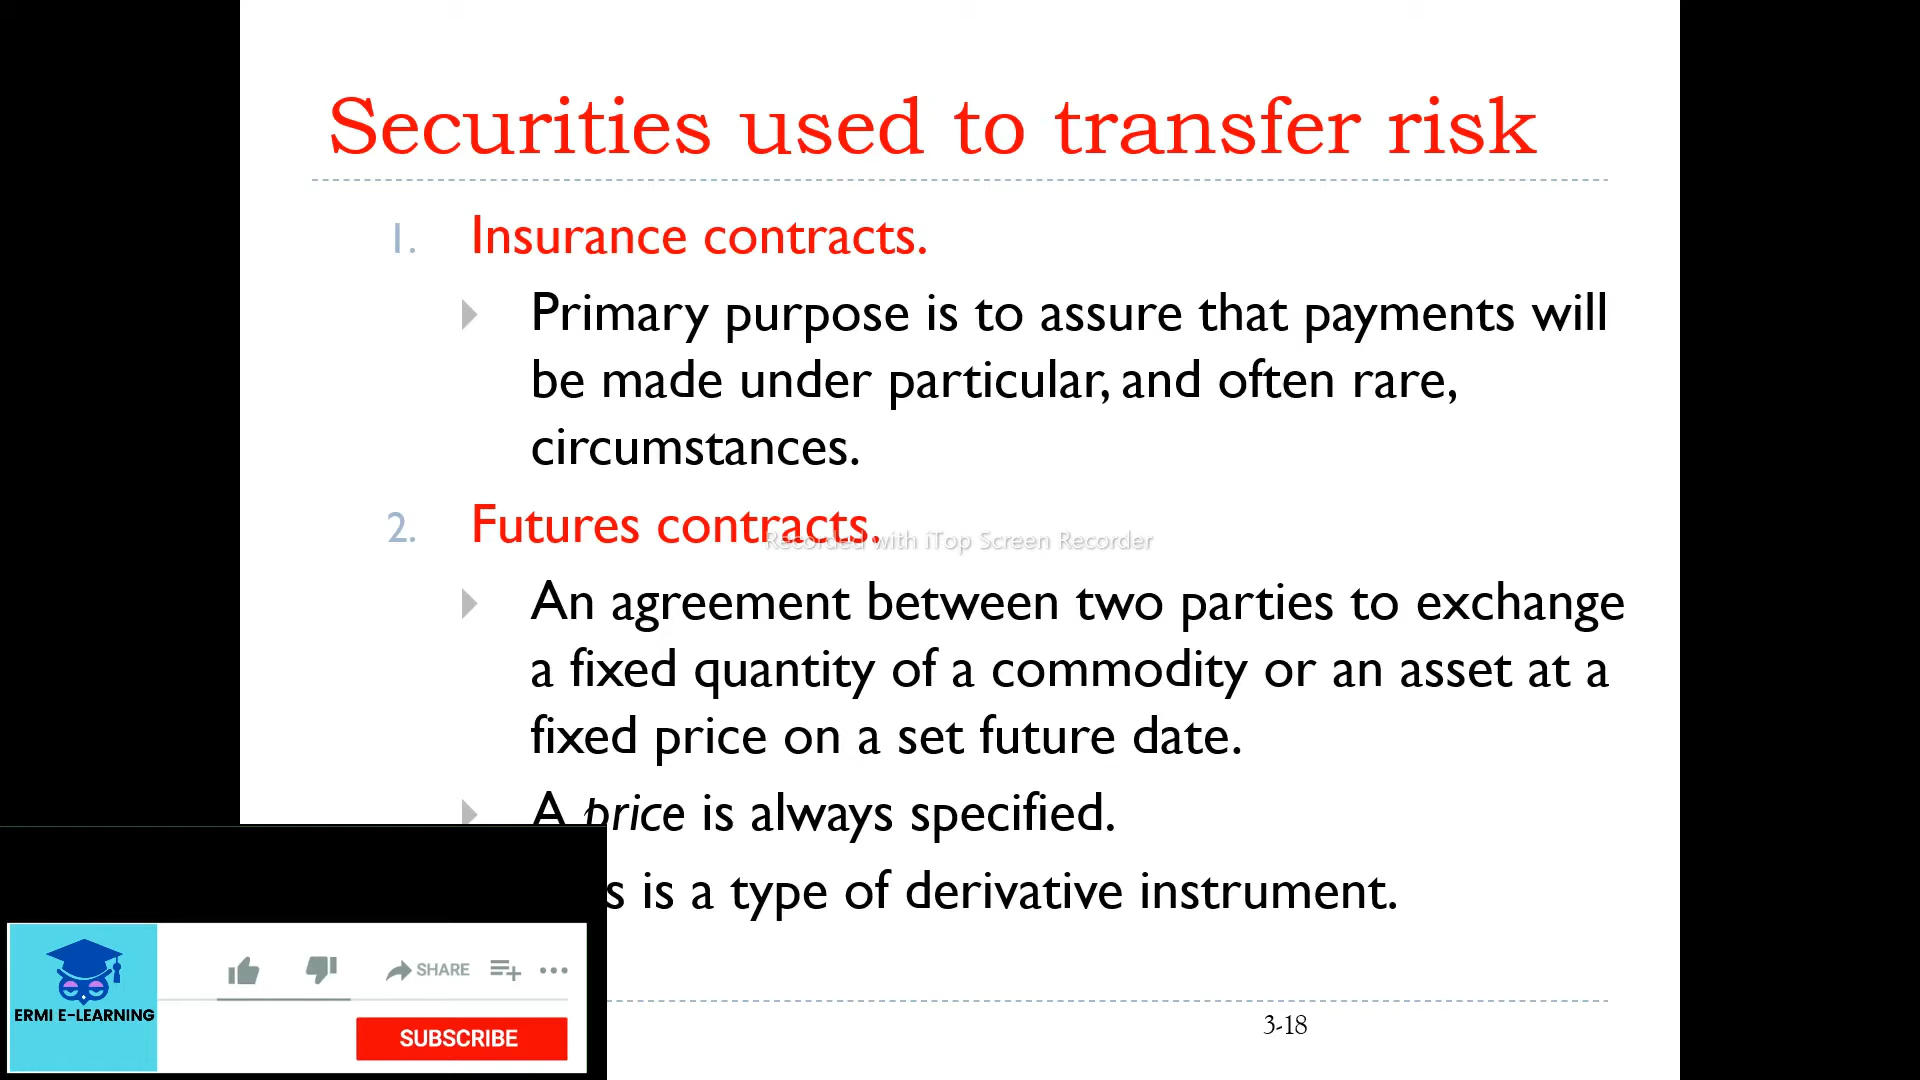 Securities used to transfer risk
1. Insurance contracts.
Primary purpose is to assure that payments will
be made under particular, and often rare,
circumstances.
2. Futures contracts.
Recorded with iTop Screen Recorder
An agreement between two parties to exchange
a fixed quantity of a commodity or an asset at a
fixed price on a set future date.
A price is always specified.
is a type of derivative instrument.
SHARE
ERMI E-LEARNING
SUBSCRIBE
3-18